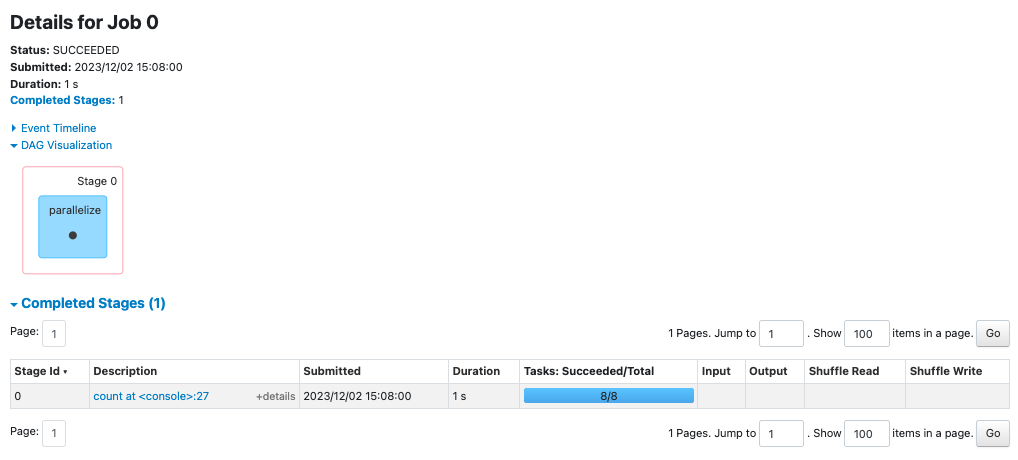 Details for Job 0
Status: SUCCEEDED
Submitted: 2023/12/02 15:08:00
Duration: 1 s
Completed Stages: 1
Event Timeline
DAG Visualization
Stage 0
parallelize
Completed Stages (1)
Page: 1 1 Pages. Jump to 1 . Show 100 items in a page. Go
Stage Id Description Submitted Duration Tasks: Succeeded/Total Input Output Shuffle Read Shuffle Write
0 count at <console>:27 +details 2023/12/02 15:08:00 1 s 8/8
Page: 1 1 Pages. Jump to 1 . Show 100 items in a page. Go